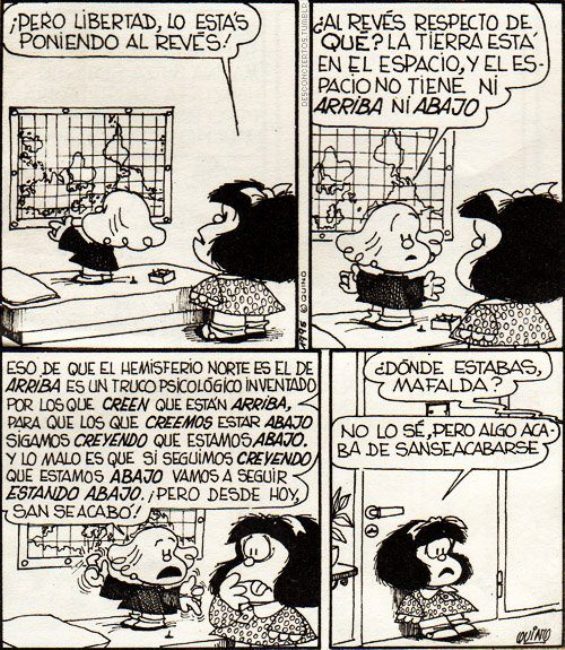 ¡PERO LIBERTAD, LO ESTÁS
PONIENDO AL REVÉS!
DESCONCIERTOS.TUMBLR
¿AL REVÉS RESPECTO DE
QUÉ? LA TIERRA ESTÁ
EN EL ESPACIO, Y EL ES-
PACIO NO TIENE NI
ARRIBA NI ABAJO
1995 © QUINO
ESO DE QUE EL HEMISFERIO NORTE ES EL DE
ARRIBA ES UN TRUCO PSICOLÓGICO INVENTADO
POR LOS QUE CREEN QUE ESTÁN ARRIBA,
PARA QUE LOS QUE CREEMOS ESTAR ABAJO
SIGAMOS CREYENDO QUE ESTAMOS ABAJO.
Y LO MALO ES QUE SI SEGUIMOS CREYENDO
QUE ESTAMOS ABAJO VAMOS A SEGUIR
ESTANDO ABAJO. ¡PERO DESDE HOY,
SAN SEACABÓ!
¿DÓNDE ESTABAS,
MAFALDA?
NO LO SÉ, PERO ALGO ACA-
BA DE SANSEACABARSE
QUINO